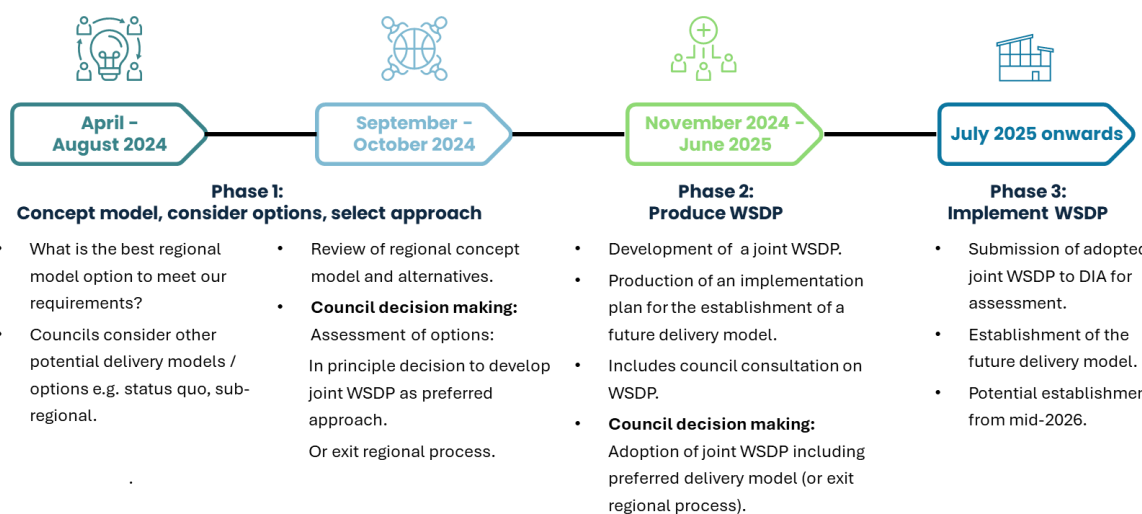 April –
August 2024
September –
October 2024
November 2024 –
June 2025
July 2025 onwards
Phase 1:
Concept model, consider options, select approach
• What is the best regional
model option to meet our
requirements?
• Councils consider other
potential delivery models /
options e.g. status quo, sub-
regional.
.
• Review of regional concept
model and alternatives.
• Council decision making:
Assessment of options:
In principle decision to develop
joint WSDP as preferred
approach.
Or exit regional process.
Phase 2:
Produce WSDP
• Development of a joint WSDP.
• Production of an implementation
plan for the establishment of a
future delivery model.
• Includes council consultation on
WSDP.
• Council decision making:
Adoption of joint WSDP including
preferred delivery model (or exit
regional process).
Phase 3:
Implement WSDP
• Submission of adopted
joint WSDP to DIA for
assessment.
• Establishment of the
future delivery model.
• Potential
from mid-2026.